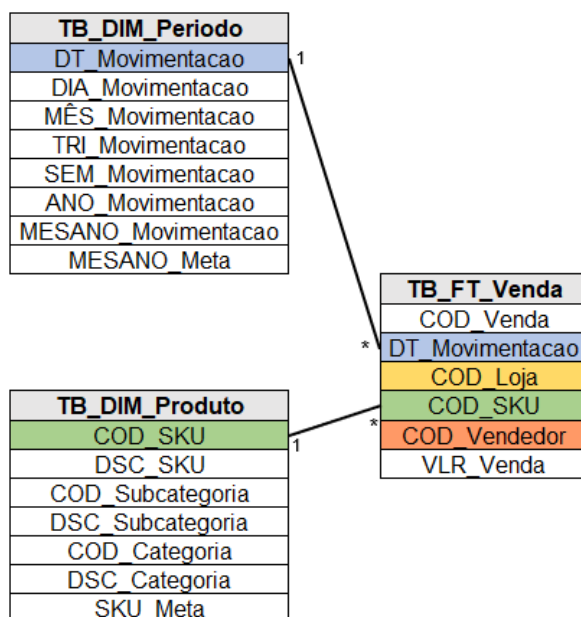 TB_DIM_Periodo
DT_Movimentacao
DIA_Movimentacao
MÊS_Movimentacao
TRI_Movimentacao
SEM_Movimentacao
ANO_Movimentacao
MESANO_Movimentacao
MESANO_Meta
1
TB_FT_Venda
COD_Venda
* DT_Movimentacao
COD_Loja
COD_SKU
*
COD_Vendedor
VLR_Venda
TB_DIM_Produto
COD_SKU
1
DSC_SKU
COD_Subcategoria
DSC_Subcategoria
COD_Categoria
DSC_Categoria
SKU_Meta